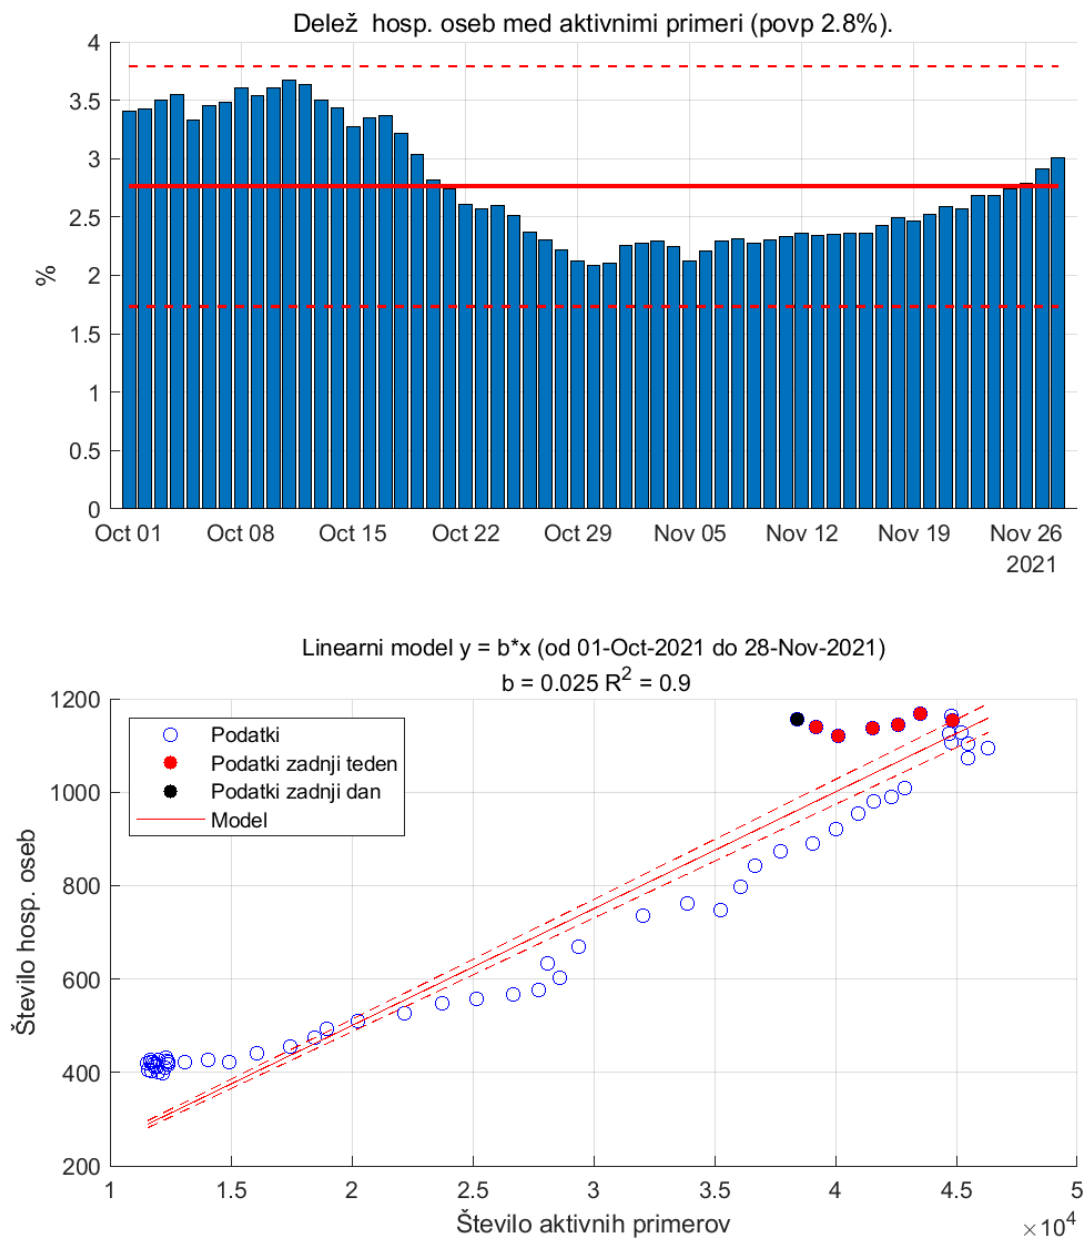 Delež  hosp. oseb med aktivnimi primeri (povp 2.8%).
4
3.5
3
2.5
2
1.5
1
0.5
0
%
Oct 01 Oct 08 Oct 15 Oct 22 Oct 29 Nov 05 Nov 12 Nov 19 Nov 26
2021
Linearni model y = b*x (od 01-Oct-2021 do 28-Nov-2021)
b = 0.025 R² = 0.9
1200
1000
800
600
400
200
Število hosp. oseb
Podatki
Podatki zadnji teden
Podatki zadnji dan
Model
1 1.5 2 2.5 3 3.5 4 4.5 5
Število aktivnih primerov
×10⁴